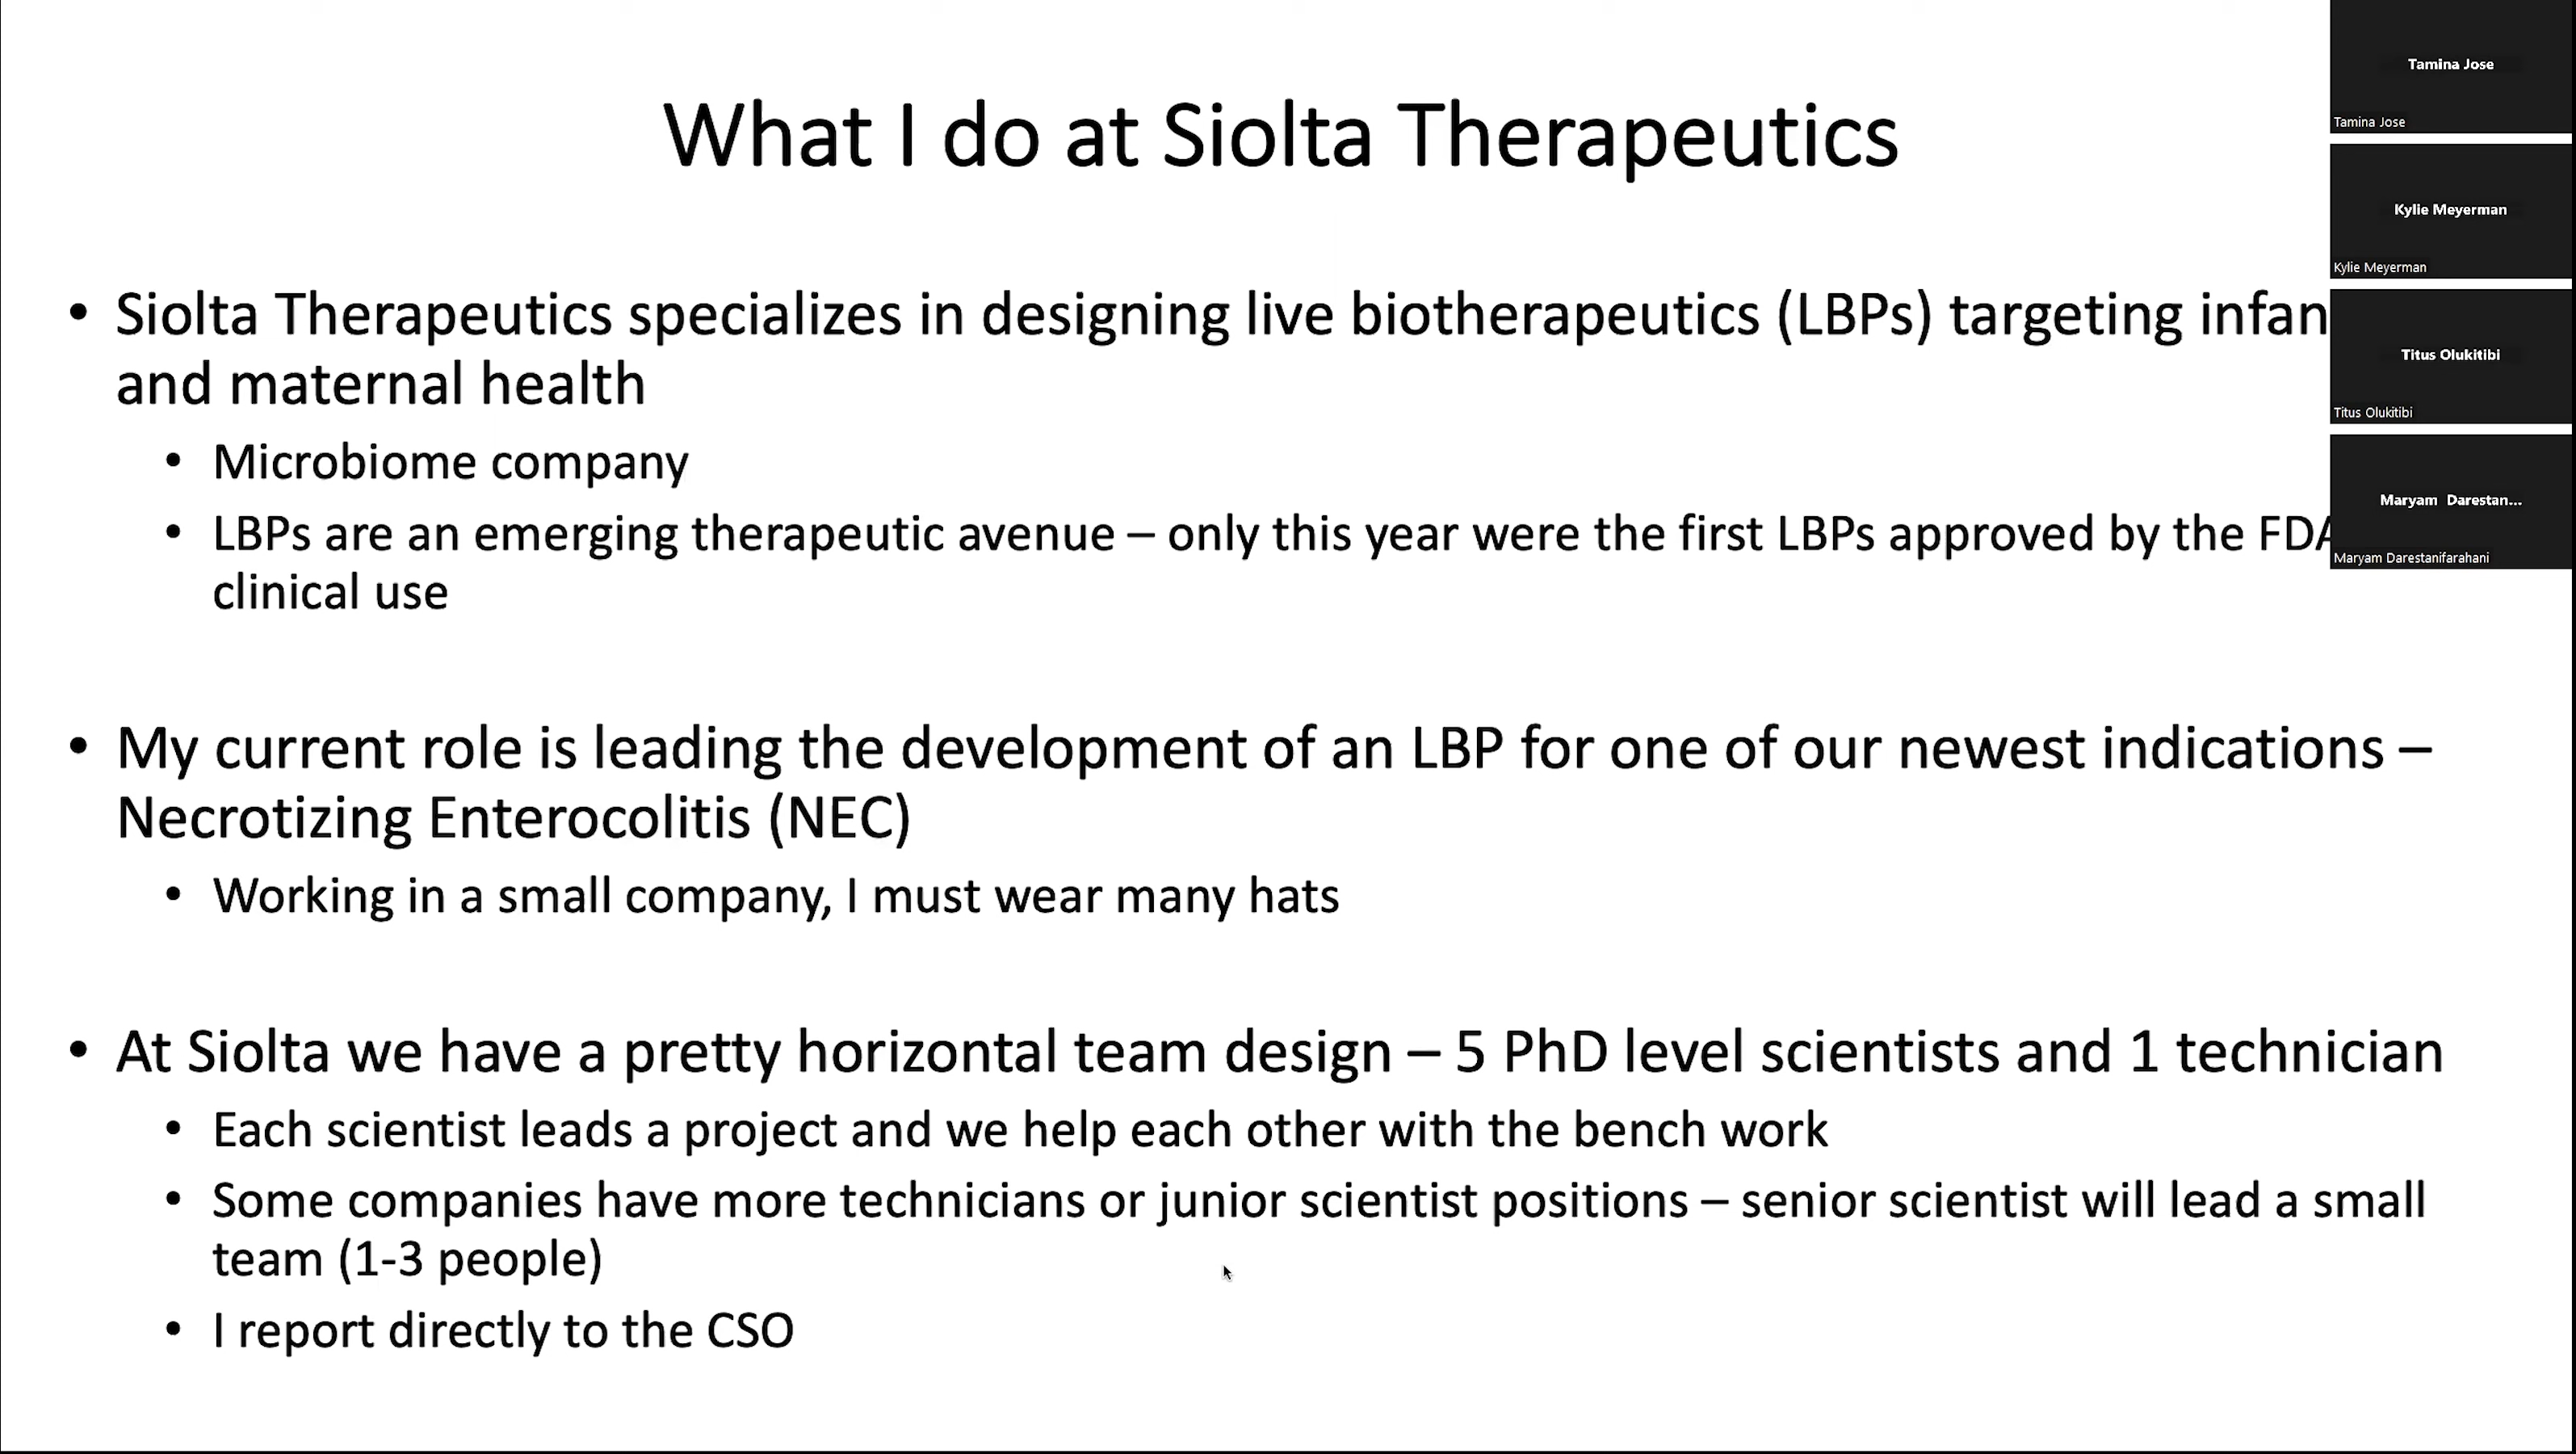 What I do at Siolta Therapeutics
• Siolta Therapeutics specializes in designing live biotherapeutics (LBPs) targeting infan
and maternal health
• Microbiome company
• LBPs are an emerging therapeutic avenue – only this year were the first LBPs approved by the FDA
clinical use
• My current role is leading the development of an LBP for one of our newest indications –
Necrotizing Enterocolitis (NEC)
• Working in a small company, I must wear many hats
• At Siolta we have a pretty horizontal team design – 5 PhD level scientists and 1 technician
• Each scientist leads a project and we help each other with the bench work
• Some companies have more technicians or junior scientist positions – senior scientist will lead a small
team (1-3 people)
• I report directly to the CSO
Tamina Jose
Tamina Jose
Kylie Meyerman
Kylie Meyerman
Titus Olukitibi
Titus Olukitibi
Maryam Darestan...
Maryam Darestanifarahani